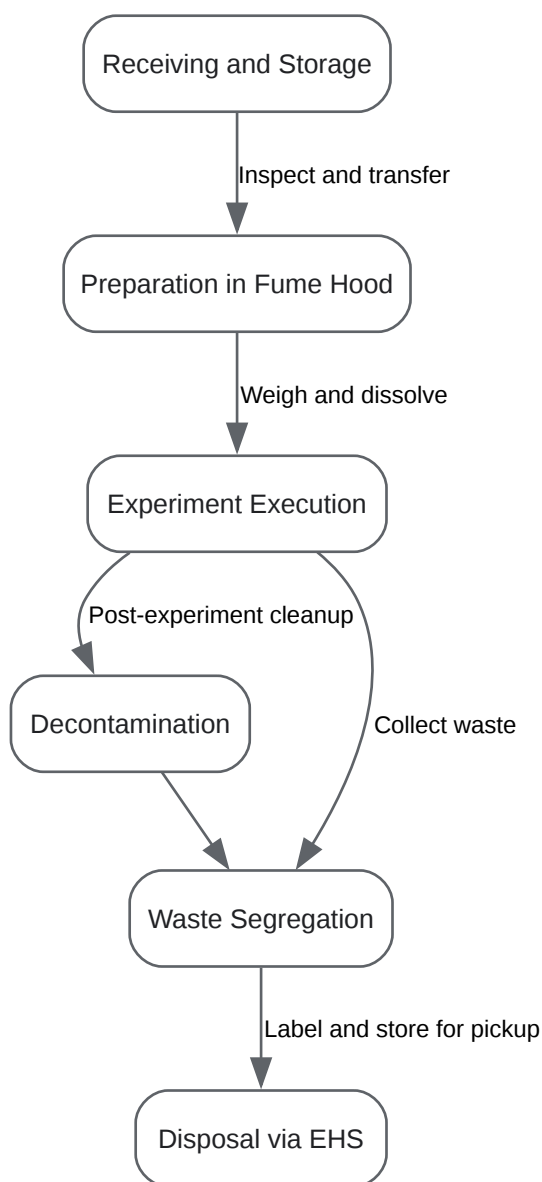 Receiving and Storage
Inspect and transfer
Preparation in Fume Hood
Weigh and dissolve
Experiment Execution
Post-experiment cleanup
Decontamination
Collect waste
Waste Segregation
Label and store for pickup
Disposal via EHS